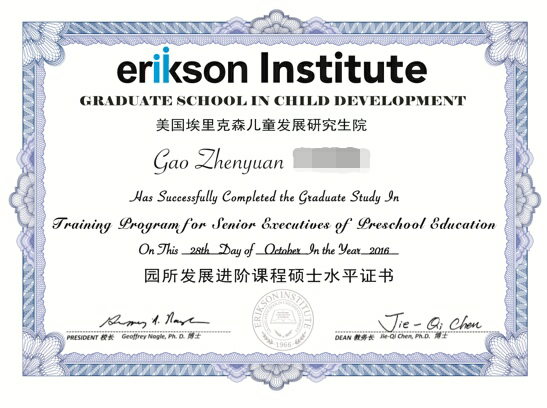 erikson Institute
GRADUATE SCHOOL IN CHILD DEVELOPMENT
美国埃里克森儿童发展研究生院
Gao Zhenyuan
Has Successfully Completed the Graduate Study In
Training Program for Senior Executives of Preschool Education
On This 28th Day of October In the Year 2016
园所发展进阶课程硕士水平证书
ERIKSON INSTITUTE
1966
Jie-Qi Chen
PRESIDENT 校长 Geoffrey Nagle, Ph. D. 博士
DEAN 教务长 Jie-Qi Chen, Ph.D. 博士